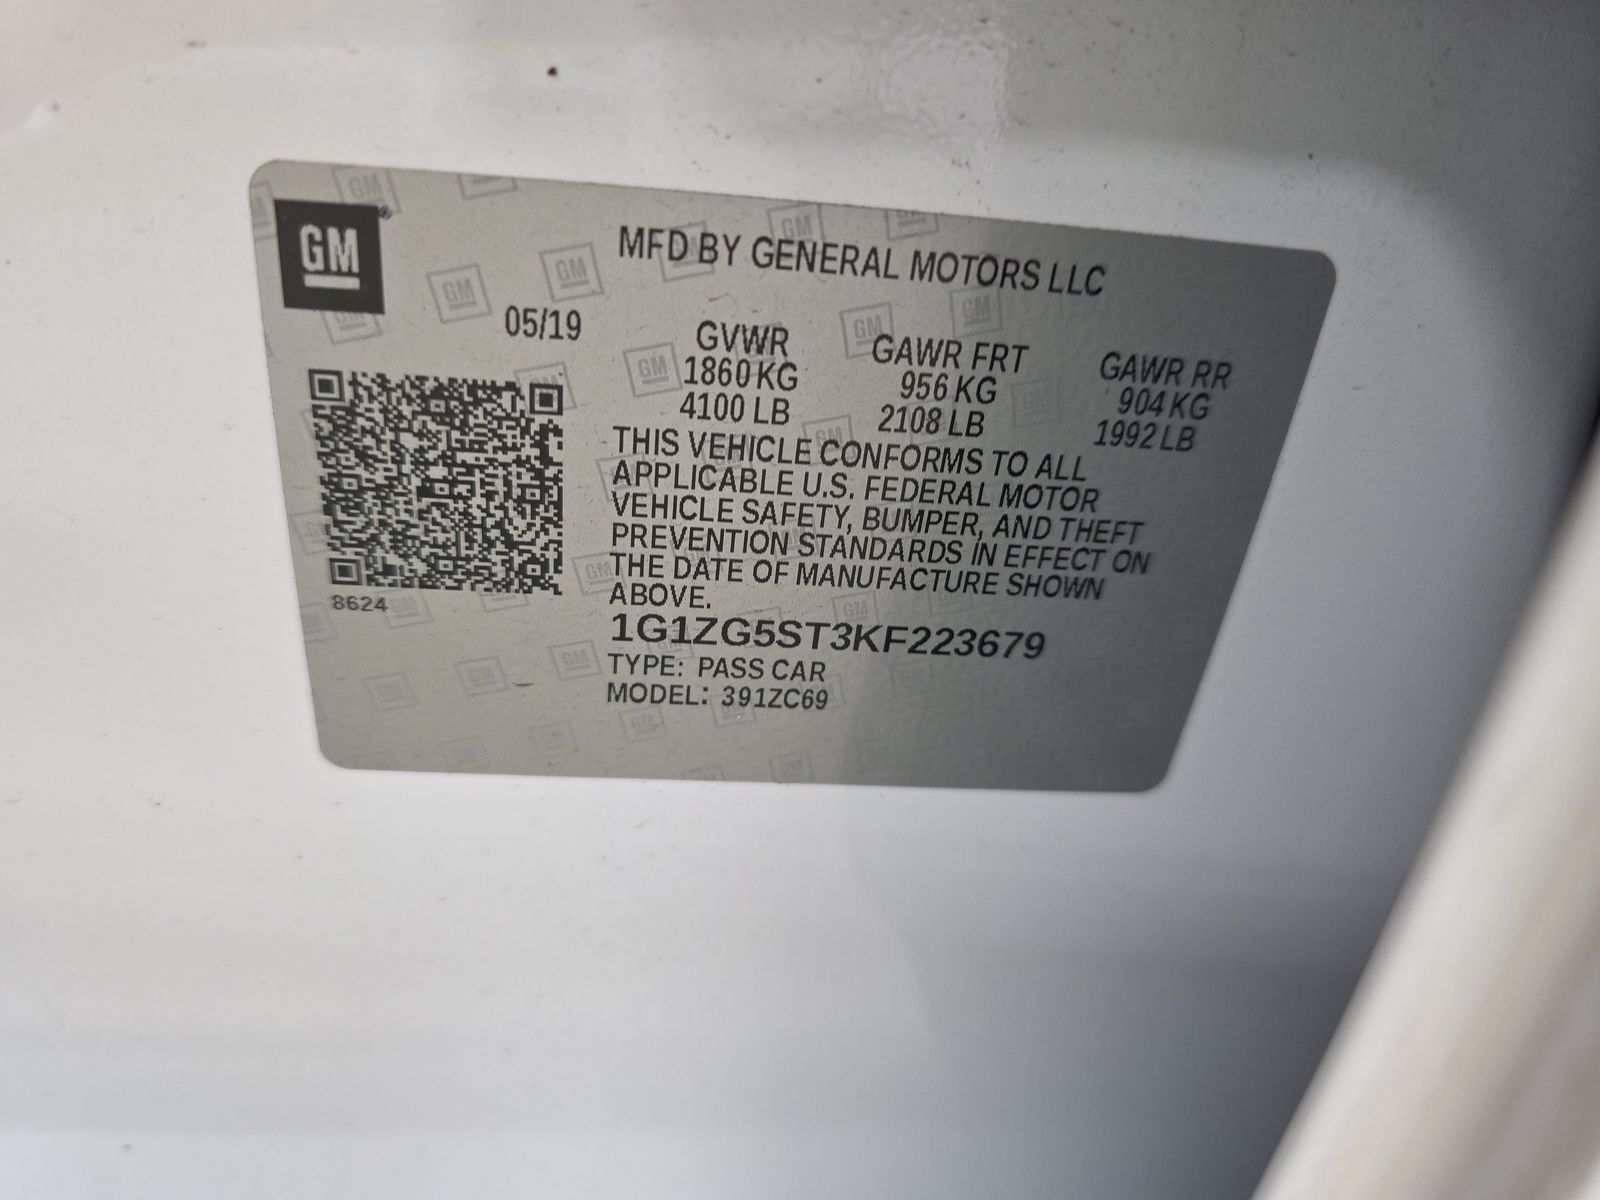 GM®
MFD BY GENERAL MOTORS LLC
05/19
GVWR GAWR FRT GAWR RR
1860 KG 956 KG 904 KG
4100 LB 2108 LB 1992 LB
THIS VEHICLE CONFORMS TO ALL
APPLICABLE U.S. FEDERAL MOTOR
VEHICLE SAFETY, BUMPER, AND THEFT
PREVENTION STANDARDS IN EFFECT ON
THE DATE OF MANUFACTURE SHOWN
ABOVE.
8624
1G1ZG5ST3KF223679
TYPE: PASS CAR
MODEL: 391ZC69